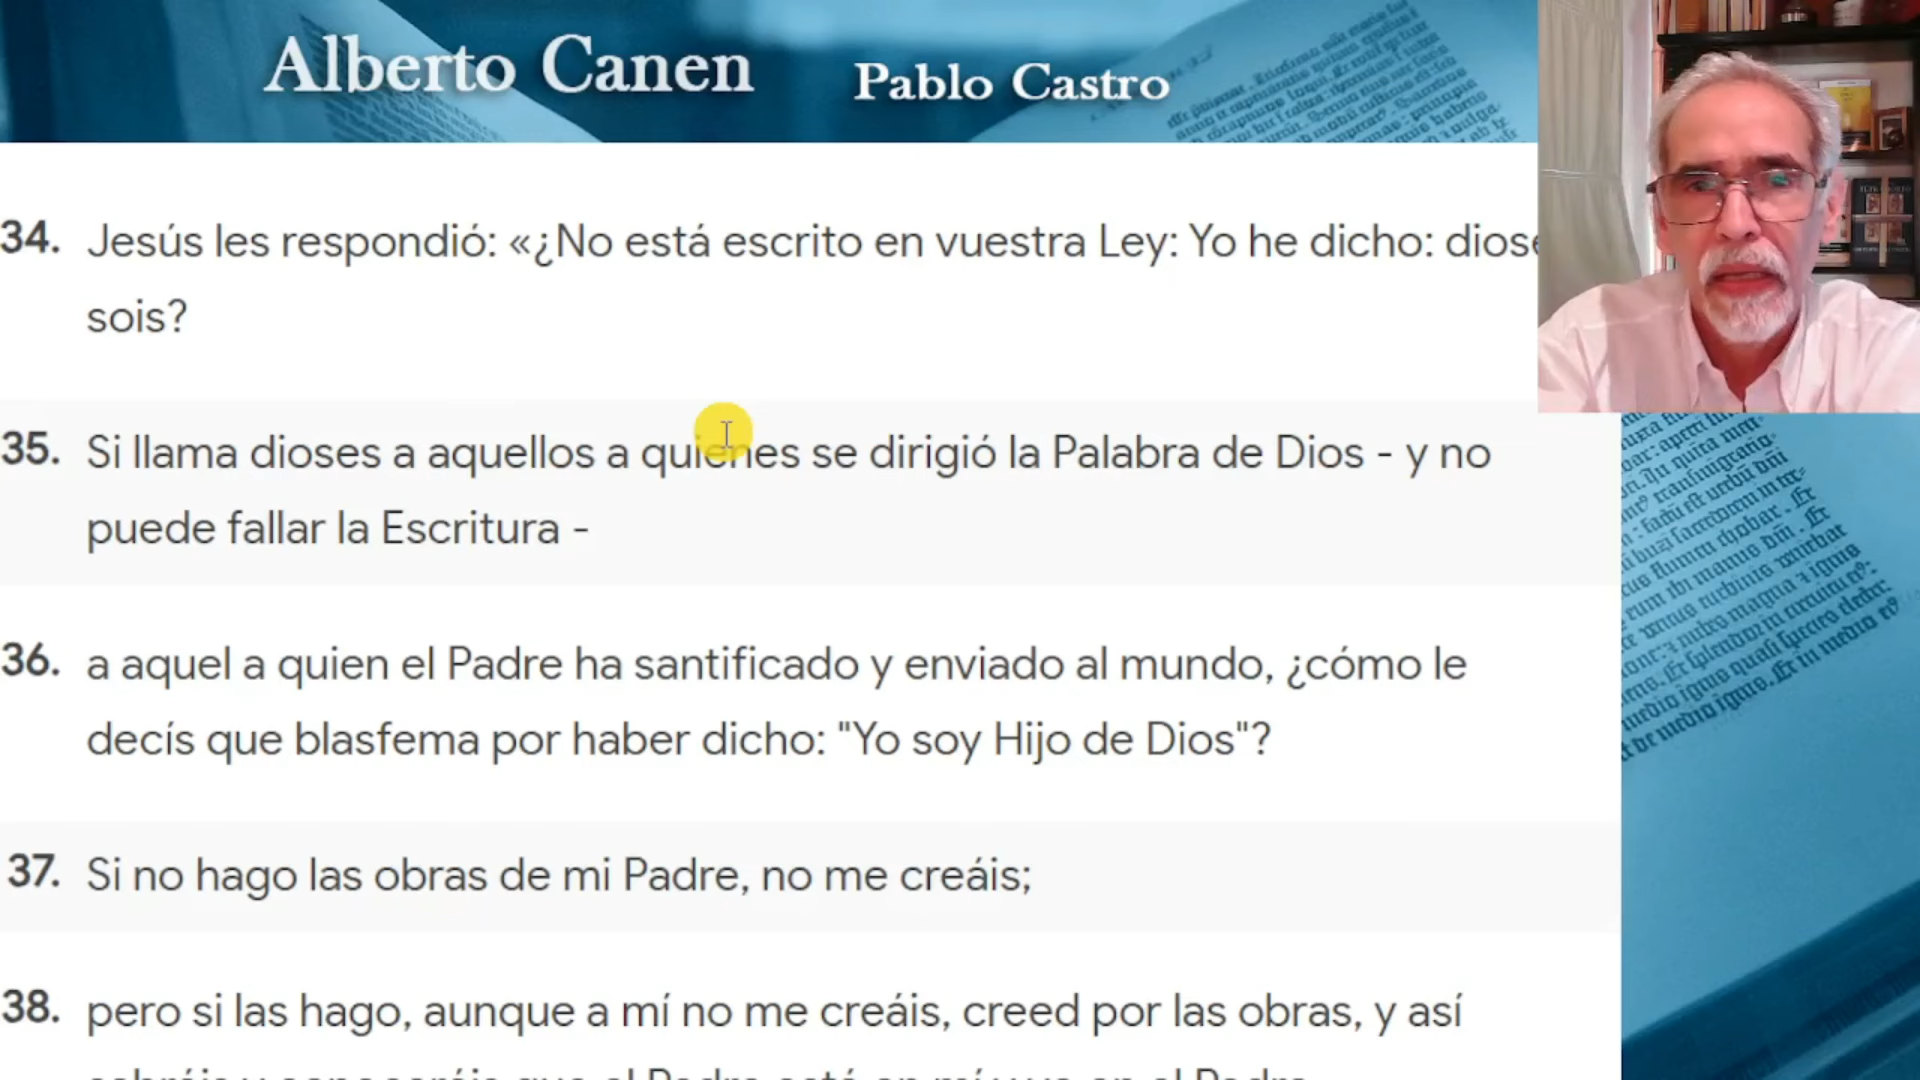 Alberto Canen Pablo Castro
34. Jesús les respondió: «¿No está escrito en vuestra Ley: Yo he dicho:
sois?
35. Si llama dioses a aquellos a quienes se dirigió la Palabra de Dios - y no
puede fallar la Escritura -
36. a aquel a quien el Padre ha santificado y enviado al mundo, ¿cómo le
decís que blasfema por haber dicho: "Yo soy Hijo de Dios"?
37. Si no hago las obras de mi Padre, no me creáis;
38. pero si las hago, aunque a mí no me creáis, creed por las obras, y así